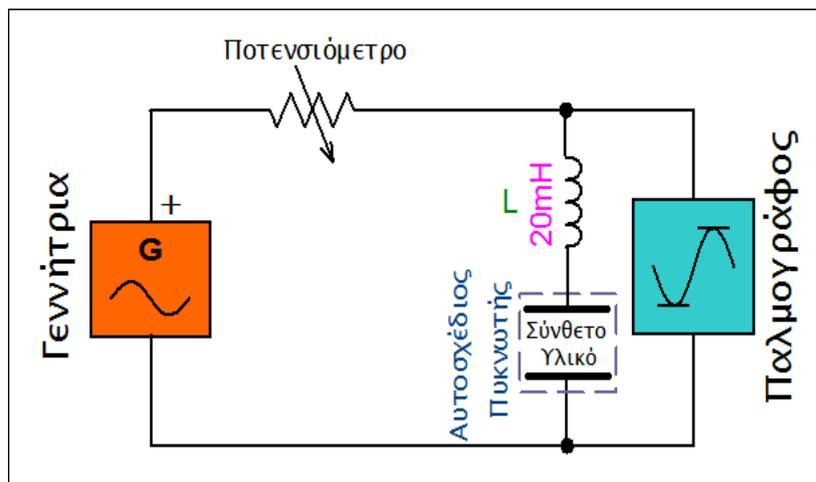 Ποτενσιόμετρο
Γεννήτρια
+
G
L
20mH
Αυτοσχέδιος
Πυκνωτής
Σύνθετο
Υλικό
Παλμογράφος